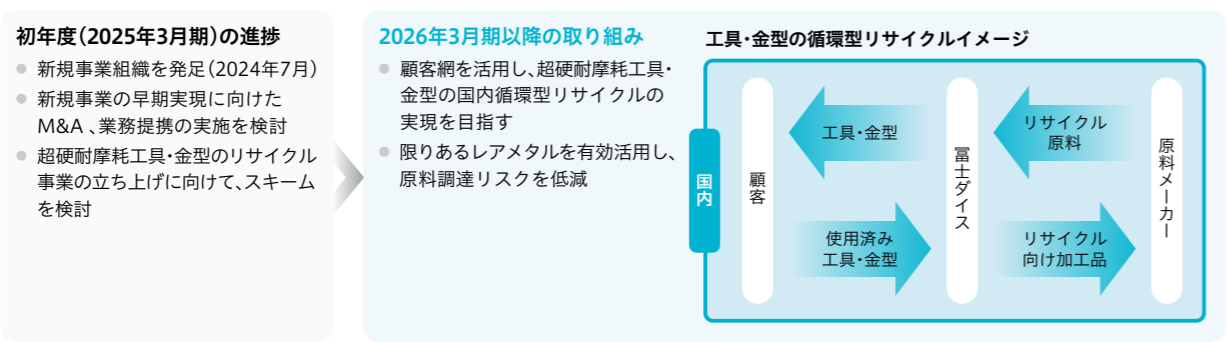 初年度(2025年3月期)の進捗
● 新規事業組織を発足(2024年7月)
● 新規事業の早期実現に向けた
M&A、業務提携の実施を検討
● 超硬耐摩耗工具・金型のリサイクル
事業の立ち上げに向けて、スキーム
を検討
2026年3月期以降の取り組み
● 顧客網を活用し、超硬耐摩耗工具・
金型の国内循環型リサイクルの
実現を目指す
● 限りあるレアメタルを有効活用し、
原料調達リスクを低減
工具・金型の循環型リサイクルイメージ
国内
顧客
工具・金型
使用済み
工具・金型
冨士ダイス
リサイクル
原料
リサイクル
向け加工品
原料メーカー